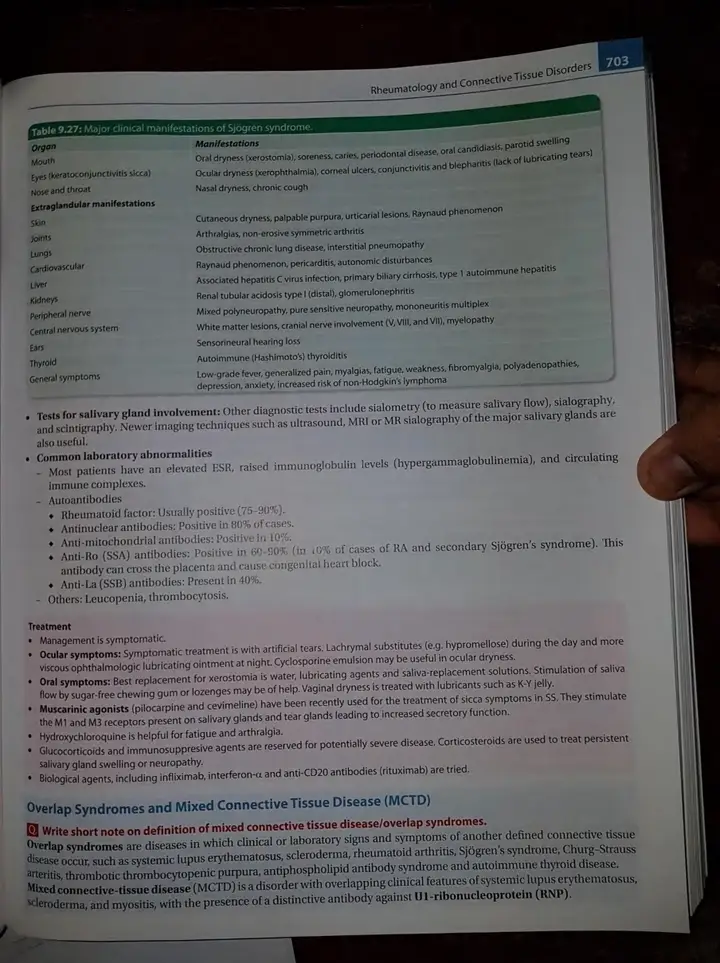 Rheumatology and Connective Tissue Disorders 703
Table 9.27: Major clinical manifestations of Sjögren syndrome.
Organ Manifestations
Mouth Oral dryness (xerostomia), soreness, caries, periodontal disease, oral candidiasis, parotid swelling
Eyes (keratoconjunctivitis sicca) Ocular dryness (xerophthalmia), corneal ulcers, conjunctivitis and blepharitis (lack of lubricating tears)
Nose and throat Nasal dryness, chronic cough
Extraglandular manifestations
Skin Cutaneous dryness, palpable purpura, urticarial lesions, Raynaud phenomenon
Joints Arthralgias, non-erosive symmetric arthritis
Lungs Obstructive chronic lung disease, interstitial pneumopathy
Cardiovascular Raynaud phenomenon, pericarditis, autonomic disturbances
Liver Associated hepatitis C virus infection, primary biliary cirrhosis, type 1 autoimmune hepatitis
Kidneys Renal tubular acidosis type I (distal), glomerulonephritis
Peripheral nerve Mixed polyneuropathy, pure sensitive neuropathy, mononeuritis multiplex
Central nervous system White matter lesions, cranial nerve involvement (V, VIII, and VII), myelopathy
Ears Sensorineural hearing loss
Thyroid Autoimmune (Hashimoto's) thyroiditis
General symptoms Low-grade fever, generalized pain, myalgias, fatigue, weakness, fibromyalgia, polyadenopathies,
depression, anxiety, increased risk of non-Hodgkin's lymphoma
• Tests for salivary gland involvement: Other diagnostic tests include sialometry (to measure salivary flow), sialography,
and scintigraphy. Newer imaging techniques such as ultrasound, MRI or MR sialography of the major salivary glands are
also useful.
• Common laboratory abnormalities
– Most patients have an elevated ESR, raised immunoglobulin levels (hypergammaglobulinemia), and circulating
immune complexes.
– Autoantibodies
◆ Rheumatoid factor: Usually positive (75–90%).
◆ Antinuclear antibodies: Positive in 80% of cases.
◆ Anti-mitochondrial antibodies: Positive in 10%.
◆ Anti-Ro (SSA) antibodies: Positive in 60–90% (in 10% of cases of RA and secondary Sjögren's syndrome). This
antibody can cross the placenta and cause congenital heart block.
◆ Anti-La (SSB) antibodies: Present in 40%.
– Others: Leucopenia, thrombocytosis.
Treatment
• Management is symptomatic.
• Ocular symptoms: Symptomatic treatment is with artificial tears. Lachrymal substitutes (e.g. hypromellose) during the day and more
viscous ophthalmologic lubricating ointment at night. Cyclosporine emulsion may be useful in ocular dryness.
• Oral symptoms: Best replacement for xerostomia is water, lubricating agents and saliva-replacement solutions. Stimulation of saliva
flow by sugar-free chewing gum or lozenges may be of help. Vaginal dryness is treated with lubricants such as K-Y jelly.
• Muscarinic agonists (pilocarpine and cevimeline) have been recently used for the treatment of sicca symptoms in SS. They stimulate
the M1 and M3 receptors present on salivary glands and tear glands leading to increased secretory function.
• Hydroxychloroquine is helpful for fatigue and arthralgia.
• Glucocorticoids and immunosuppresive agents are reserved for potentially severe disease. Corticosteroids are used to treat persistent
salivary gland swelling or neuropathy.
• Biological agents, including infliximab, interferon-α and anti-CD20 antibodies (rituximab) are tried.
Overlap Syndromes and Mixed Connective Tissue Disease (MCTD)
Q Write short note on definition of mixed connective tissue disease/overlap syndromes.
Overlap syndromes are diseases in which clinical or laboratory signs and symptoms of another defined connective tissue
disease occur, such as systemic lupus erythematosus, scleroderma, rheumatoid arthritis, Sjögren's syndrome, Churg–Strauss
arteritis, thrombotic thrombocytopenic purpura, antiphospholipid antibody syndrome and autoimmune thyroid disease.
Mixed connective-tissue disease (MCTD) is a disorder with overlapping clinical features of systemic lupus erythematosus,
scleroderma, and myositis, with the presence of a distinctive antibody against U1-ribonucleoprotein (RNP).